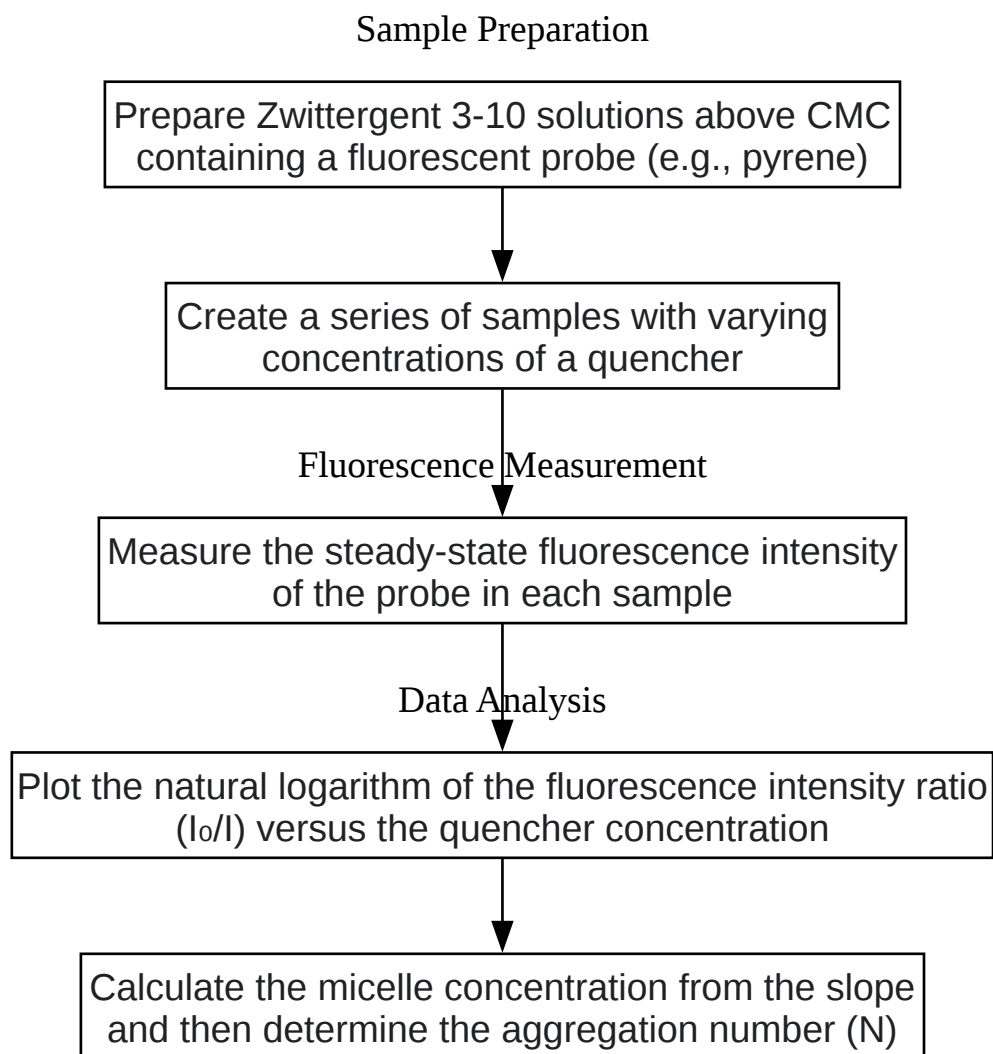 Sample Preparation
Prepare Zwittergent 3-10 solutions above CMC
containing a fluorescent probe (e.g., pyrene)
Create a series of samples with varying
concentrations of a quencher
Fluorescence Measurement
Measure the steady-state fluorescence intensity
of the probe in each sample
Data Analysis
Plot the natural logarithm of the fluorescence intensity ratio
(I₀/I) versus the quencher concentration
Calculate the micelle concentration from the slope
and then determine the aggregation number (N)